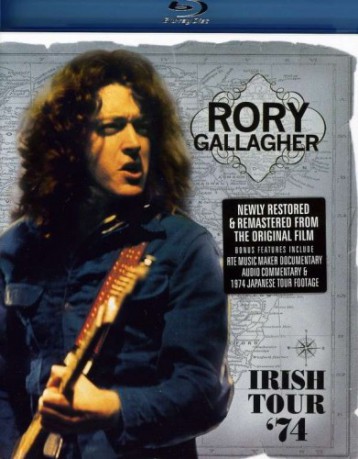 Blu-ray Disc
RORY
GALLAGHER
NEWLY RESTORED
& REMASTERED FROM
THE ORIGINAL FILM
BONUS FEATURES INCLUDE
RTE MUSIC MAKER DOCUMENTARY
AUDIO COMMENTARY &
1974 JAPANESE TOUR FOOTAGE
IRISH
TOUR
'74